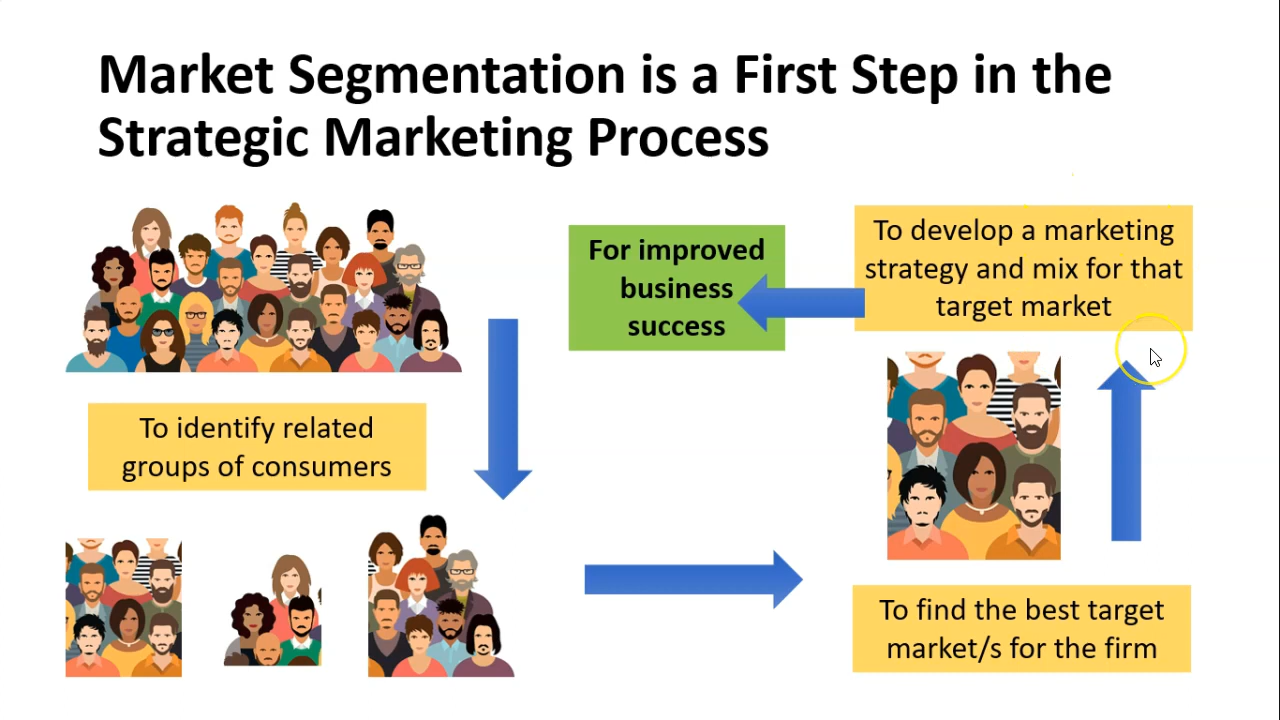 Market Segmentation is a First Step in the
Strategic Marketing Process
To identify related
groups of consumers
To find the best target
market/s for the firm
To develop a marketing
strategy and mix for that
target market
For improved
business
success